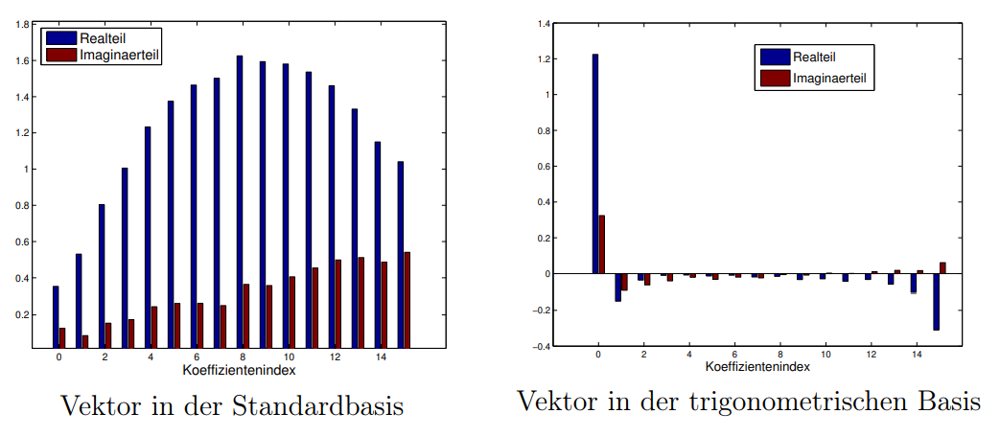 1.8
1.6
1.4
1.2
1
0.8
0.6
0.4
0.2
Realteil
Imaginaerteil
0 2 4 6 8 10 12 14
Koeffizientenindex
Vektor in der Standardbasis
1.4
1.2
1
0.8
0.6
0.4
0.2
0
−0.2
−0.4
Realteil
Imaginaerteil
0 2 4 6 8 10 12 14
Koeffizientenindex
Vektor in der trigonometrischen Basis